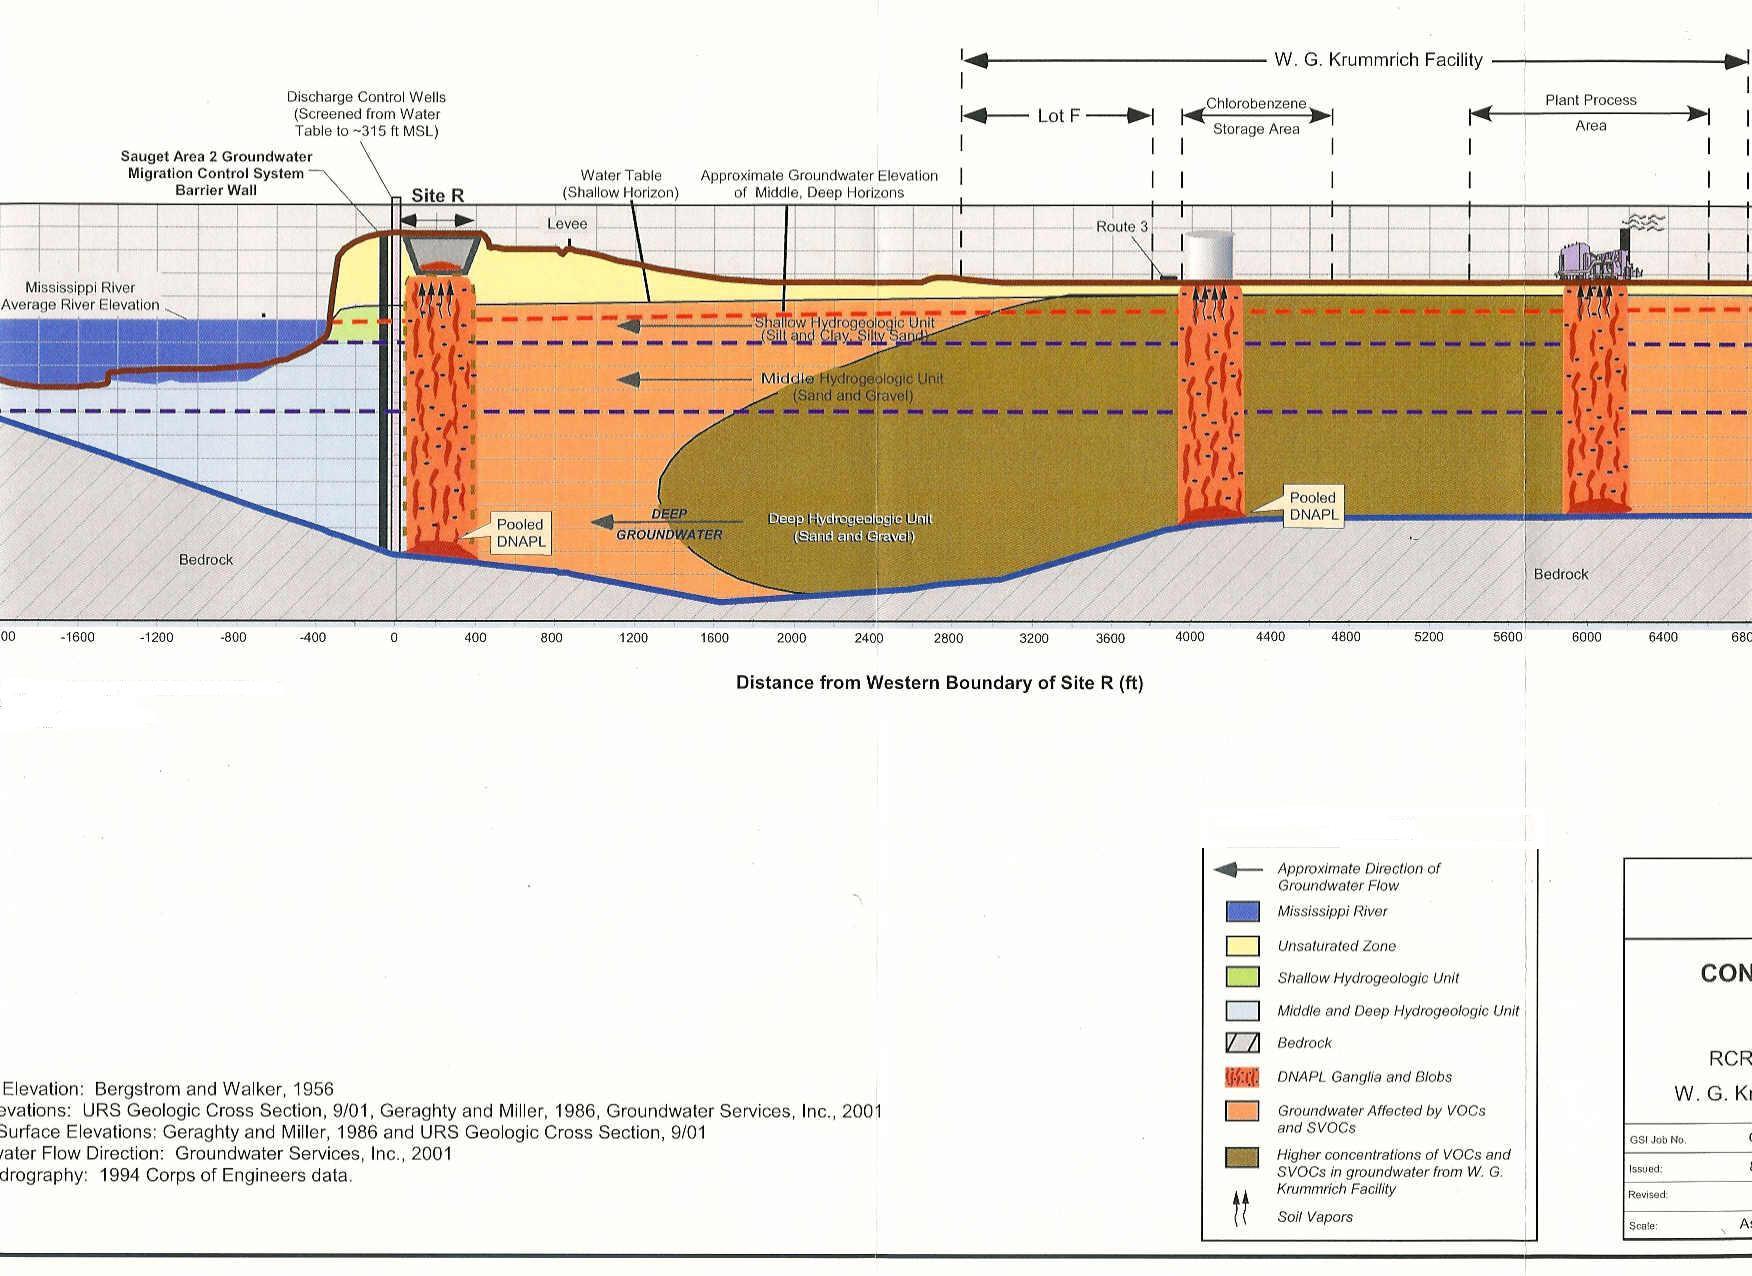 W. G. Krummrich Facility
Discharge Control Wells
(Screened from Water
Table to ~315 ft MSL)
Lot F
Chlorobenzene
Storage Area
Plant Process
Area
Sauget Area 2 Groundwater
Migration Control System
Barrier Wall
Site R
Water Table
(Shallow Horizon)
Approximate Groundwater Elevation
of Middle, Deep Horizons
Levee
Route 3
Mississippi River
Average River Elevation
Shallow Hydrogeologic Unit
(Silt and Clay, Silty Sand)
Middle Hydrogeologic Unit
(Sand and Gravel)
Pooled
DNAPL
DEEP
GROUNDWATER
Deep Hydrogeologic Unit
(Sand and Gravel)
Pooled
DNAPL
Bedrock
Bedrock
00 -1600 -1200 -800 -400 0 400 800 1200 1600 2000 2400 2800 3200 3600 4000 4400 4800 5200 5600 6000 6400 680
Distance from Western Boundary of Site R (ft)
Approximate Direction of
Groundwater Flow
Mississippi River
Unsaturated Zone
Shallow Hydrogeologic Unit
Middle and Deep Hydrogeologic Unit
Bedrock
DNAPL Ganglia and Blobs
Groundwater Affected by VOCs
and SVOCs
Higher concentrations of VOCs and
SVOCs in groundwater from W. G.
Krummrich Facility
Soil Vapors
Elevation: Bergstrom and Walker, 1956
evations: URS Geologic Cross Section, 9/01, Geraghty and Miller, 1986, Groundwater Services, Inc., 2001
Surface Elevations: Geraghty and Miller, 1986 and URS Geologic Cross Section, 9/01
vater Flow Direction: Groundwater Services, Inc., 2001
drography: 1994 Corps of Engineers data.
CON
RCR
W. G. Kr
GSI Job No.
Issued:
Revised:
Scale: As